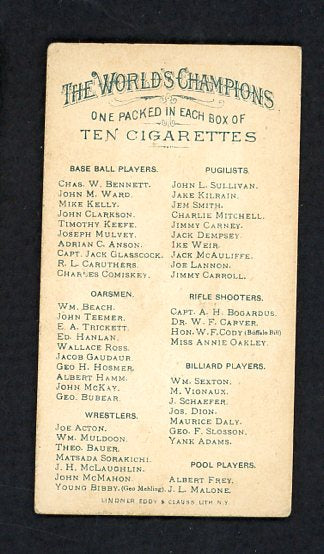 THE WORLD'S CHAMPIONS
ONE PACKED IN EACH BOX OF
TEN CIGARETTES
BASE BALL PLAYERS.
CHAS. W. BENNETT.
JOHN M. WARD.
MIKE KELLY.
JOHN CLARKSON.
TIMOTHY KEEFE.
JOSEPH MULVEY.
ADRIAN C. ANSON.
CAPT. JACK GLASSCOCK.
R. L. CARUTHERS.
CHARLES COMISKEY.
OARSMEN.
WM. BEACH.
JOHN TEEMER.
E. A. TRICKETT.
ED. HANLAN.
WALLACE ROSS.
JACOB GAUDAUR
GEO H. HOSMER.
ALBERT HAMM.
JOHN MCKAY.
GEO. BUBEAR.
WRESTLERS.
JOE ACTON.
WM. MULDOON.
THEO. BAUER.
MATSADA SORAKICHI.
J. H. MCLAUGHLIN.
JOHN MCMAHON
YOUNG BIBBY. (Geo Mehling.)
PUGILISTS.
JOHN L. SULLIVAN.
JAKE KILRAIN.
JEM SMITH.
CHARLIE MITCHELL.
JIMMY CARNEY.
JACK DEMPSEY.
IKE WEIR.
JACK MCAULIFFE.
JOE LANNON.
JIMMY CARROLL.
RIFLE SHOOTERS.
CAPT. A. H. BOGARDUS.
DR. W. F. CARVER.
HON. W. F. CODY (Buffalo Bill)
MISS ANNIE OAKLEY.
BILLIARD PLAYERS.
WM. SEXTON.
M. VIGNAUX.
J. SCHAEFER.
JOS. DION.
MAURICE DALY.
GEO. F. SLOSSON.
YANK ADAMS.
POOL PLAYERS.
ALBERT FREY.
J. L. MALONE.
LINDNER, EDDY & CLAUSS, LITH. N.Y.